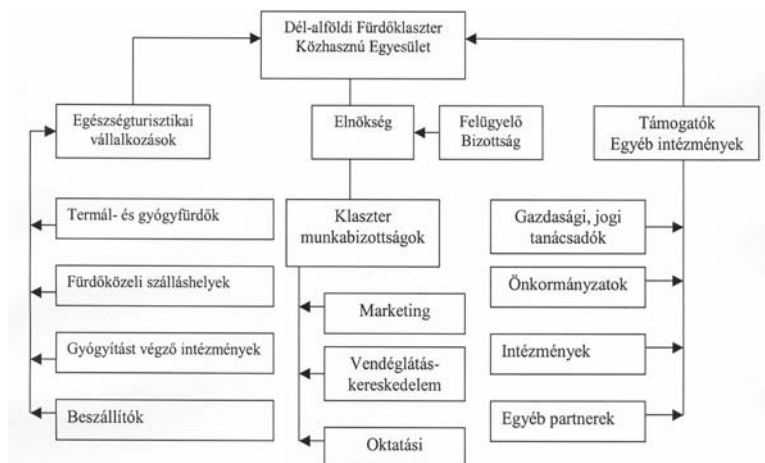 Dél-alföldi Fürdőklaszter
Közhasznú Egyesület
Egészségturisztikai
vállalkozások
Elnökség
Felügyelő
Bizottság
Támogatók
Egyéb intézmények
Termál- és gyógyfürdők
Fürdőközeli szálláshelyek
Gyógyítást végző intézmények
Beszállítók
Klaszter
munkabizottságok
Marketing
Vendéglátás-
kereskedelem
Oktatási
Gazdasági, jogi
tanácsadók
Önkormányzatok
Intézmények
Egyéb partnerek